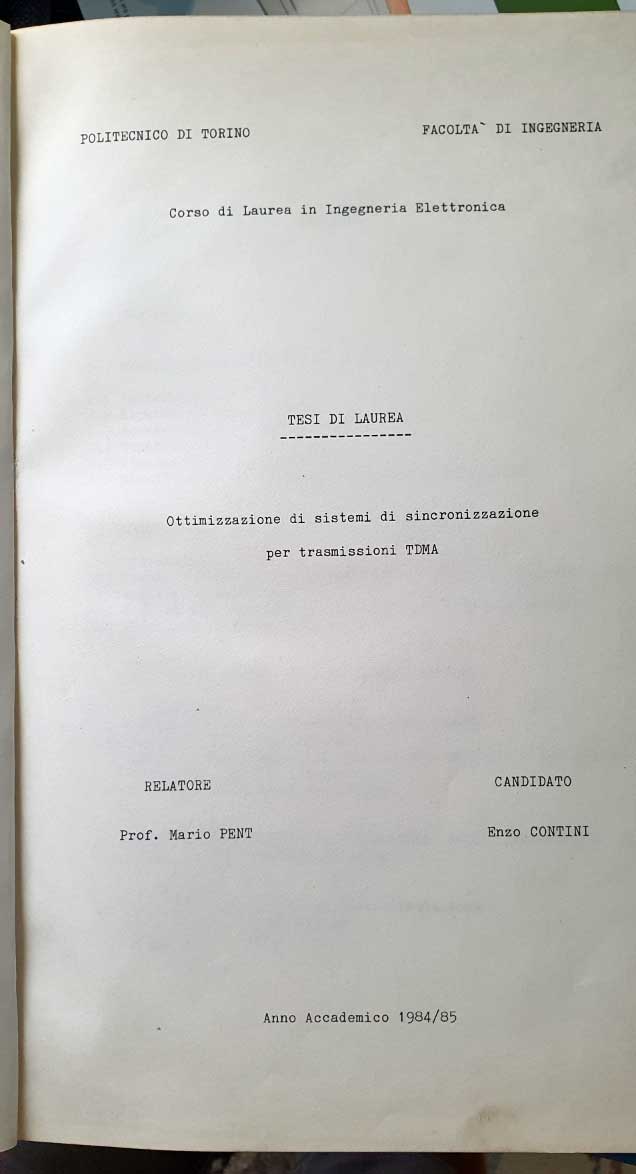 POLITECNICO DI TORINO FACOLTA` DI INGEGNERIA
Corso di Laurea in Ingegneria Elettronica
TESI DI LAUREA
----------------
Ottimizzazione di sistemi di sincronizzazione
per trasmissioni TDMA
RELATORE CANDIDATO
Prof. Mario PENT Enzo CONTINI
Anno Accademico 1984/85